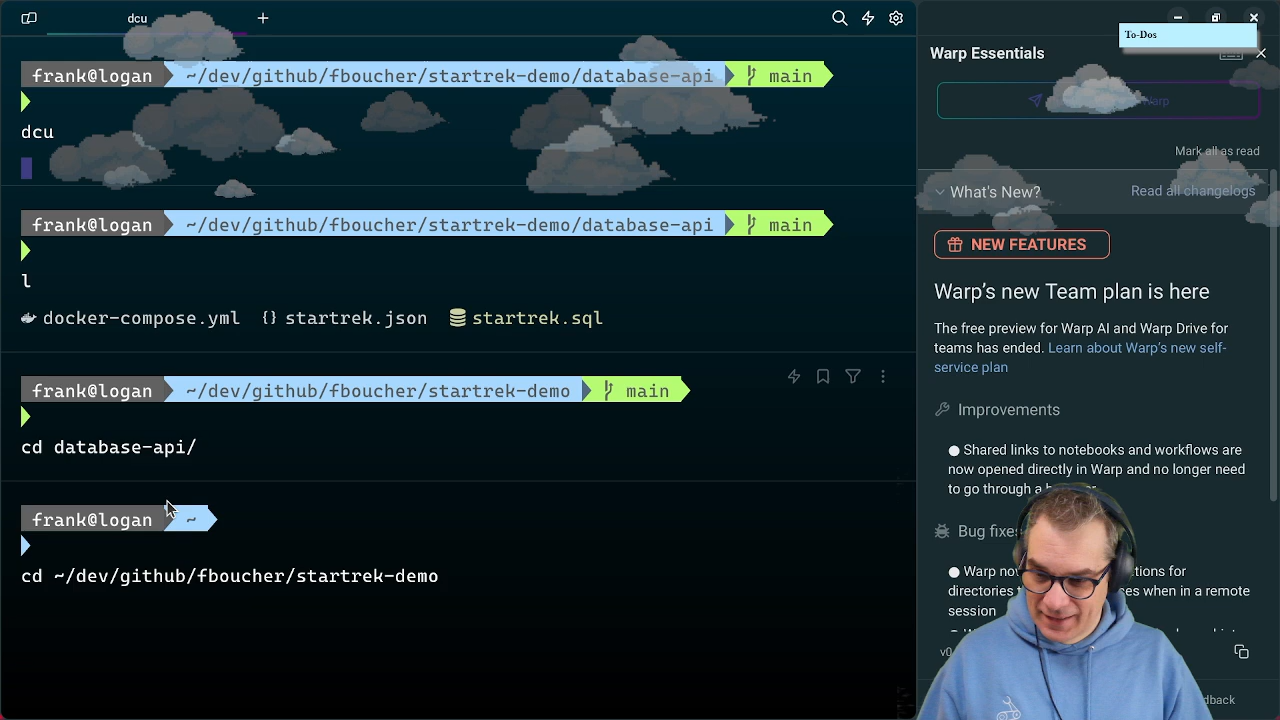 dcu
To-Dos
frank@logan ~/dev/github/fboucher/startrek-demo/database-api main
dcu
frank@logan ~/dev/github/fboucher/startrek-demo/database-api main
l
docker-compose.yml {} startrek.json startrek.sql
frank@logan ~/dev/github/fboucher/startrek-demo main
cd database-api/
frank@logan ~
cd ~/dev/github/fboucher/startrek-demo
Warp Essentials
Mark all as read
What's New?
Read all changelogs
NEW FEATURES
Warp's new Team plan is here
The free preview for Warp AI and Warp Drive for
teams has ended. Learn about Warp's new self-
service plan
Improvements
Shared links to notebooks and workflows are
now opened directly in Warp and no longer need
to go through a
Bug fixes
Warp
directories when in a remote
session